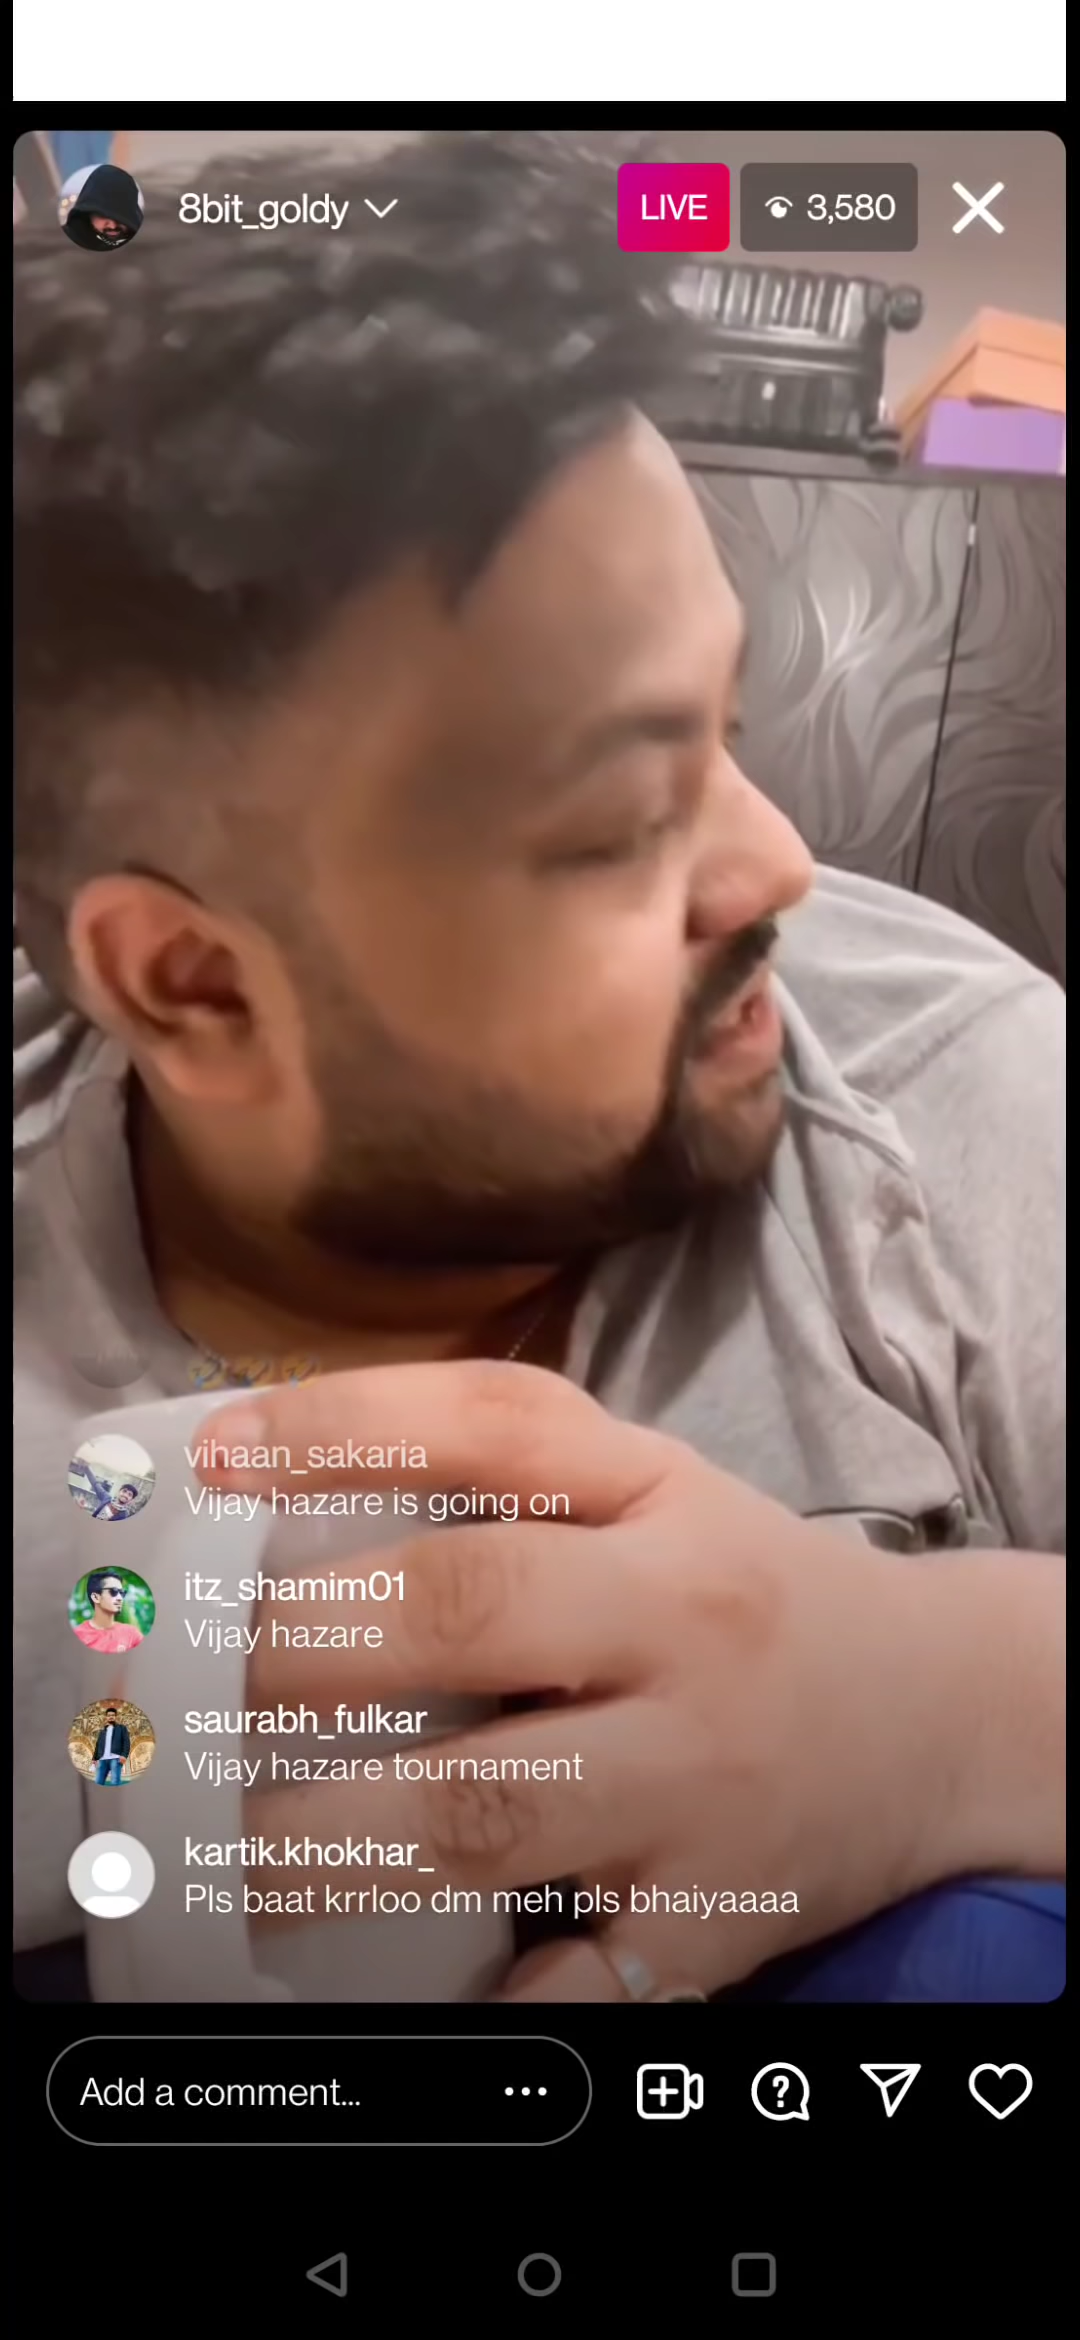 8bit_goldy
LIVE
3,580
vihaan_sakaria
Vijay hazare is going on
itz_shamim01
Vijay hazare
saurabh_fulkar
Vijay hazare tournament
kartik.khokhar_
Pls baat krrloo dm meh pls bhaiyaaaa
Add a comment...